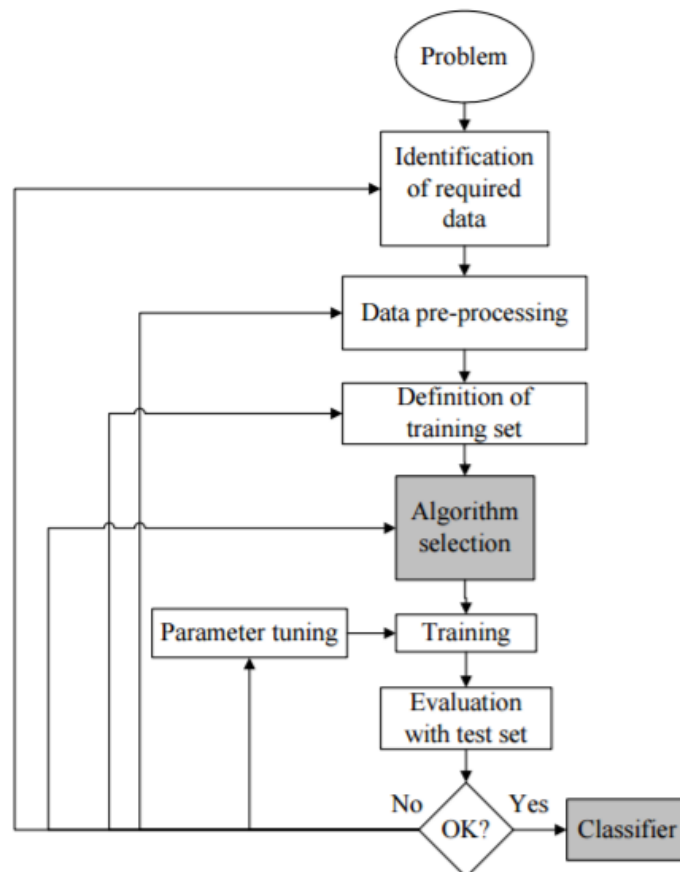 Problem
Identification
of required
data
Data pre-processing
Definition of
training set
Algorithm
selection
Parameter tuning
Training
Evaluation
with test set
No
Yes
OK?
Classifier